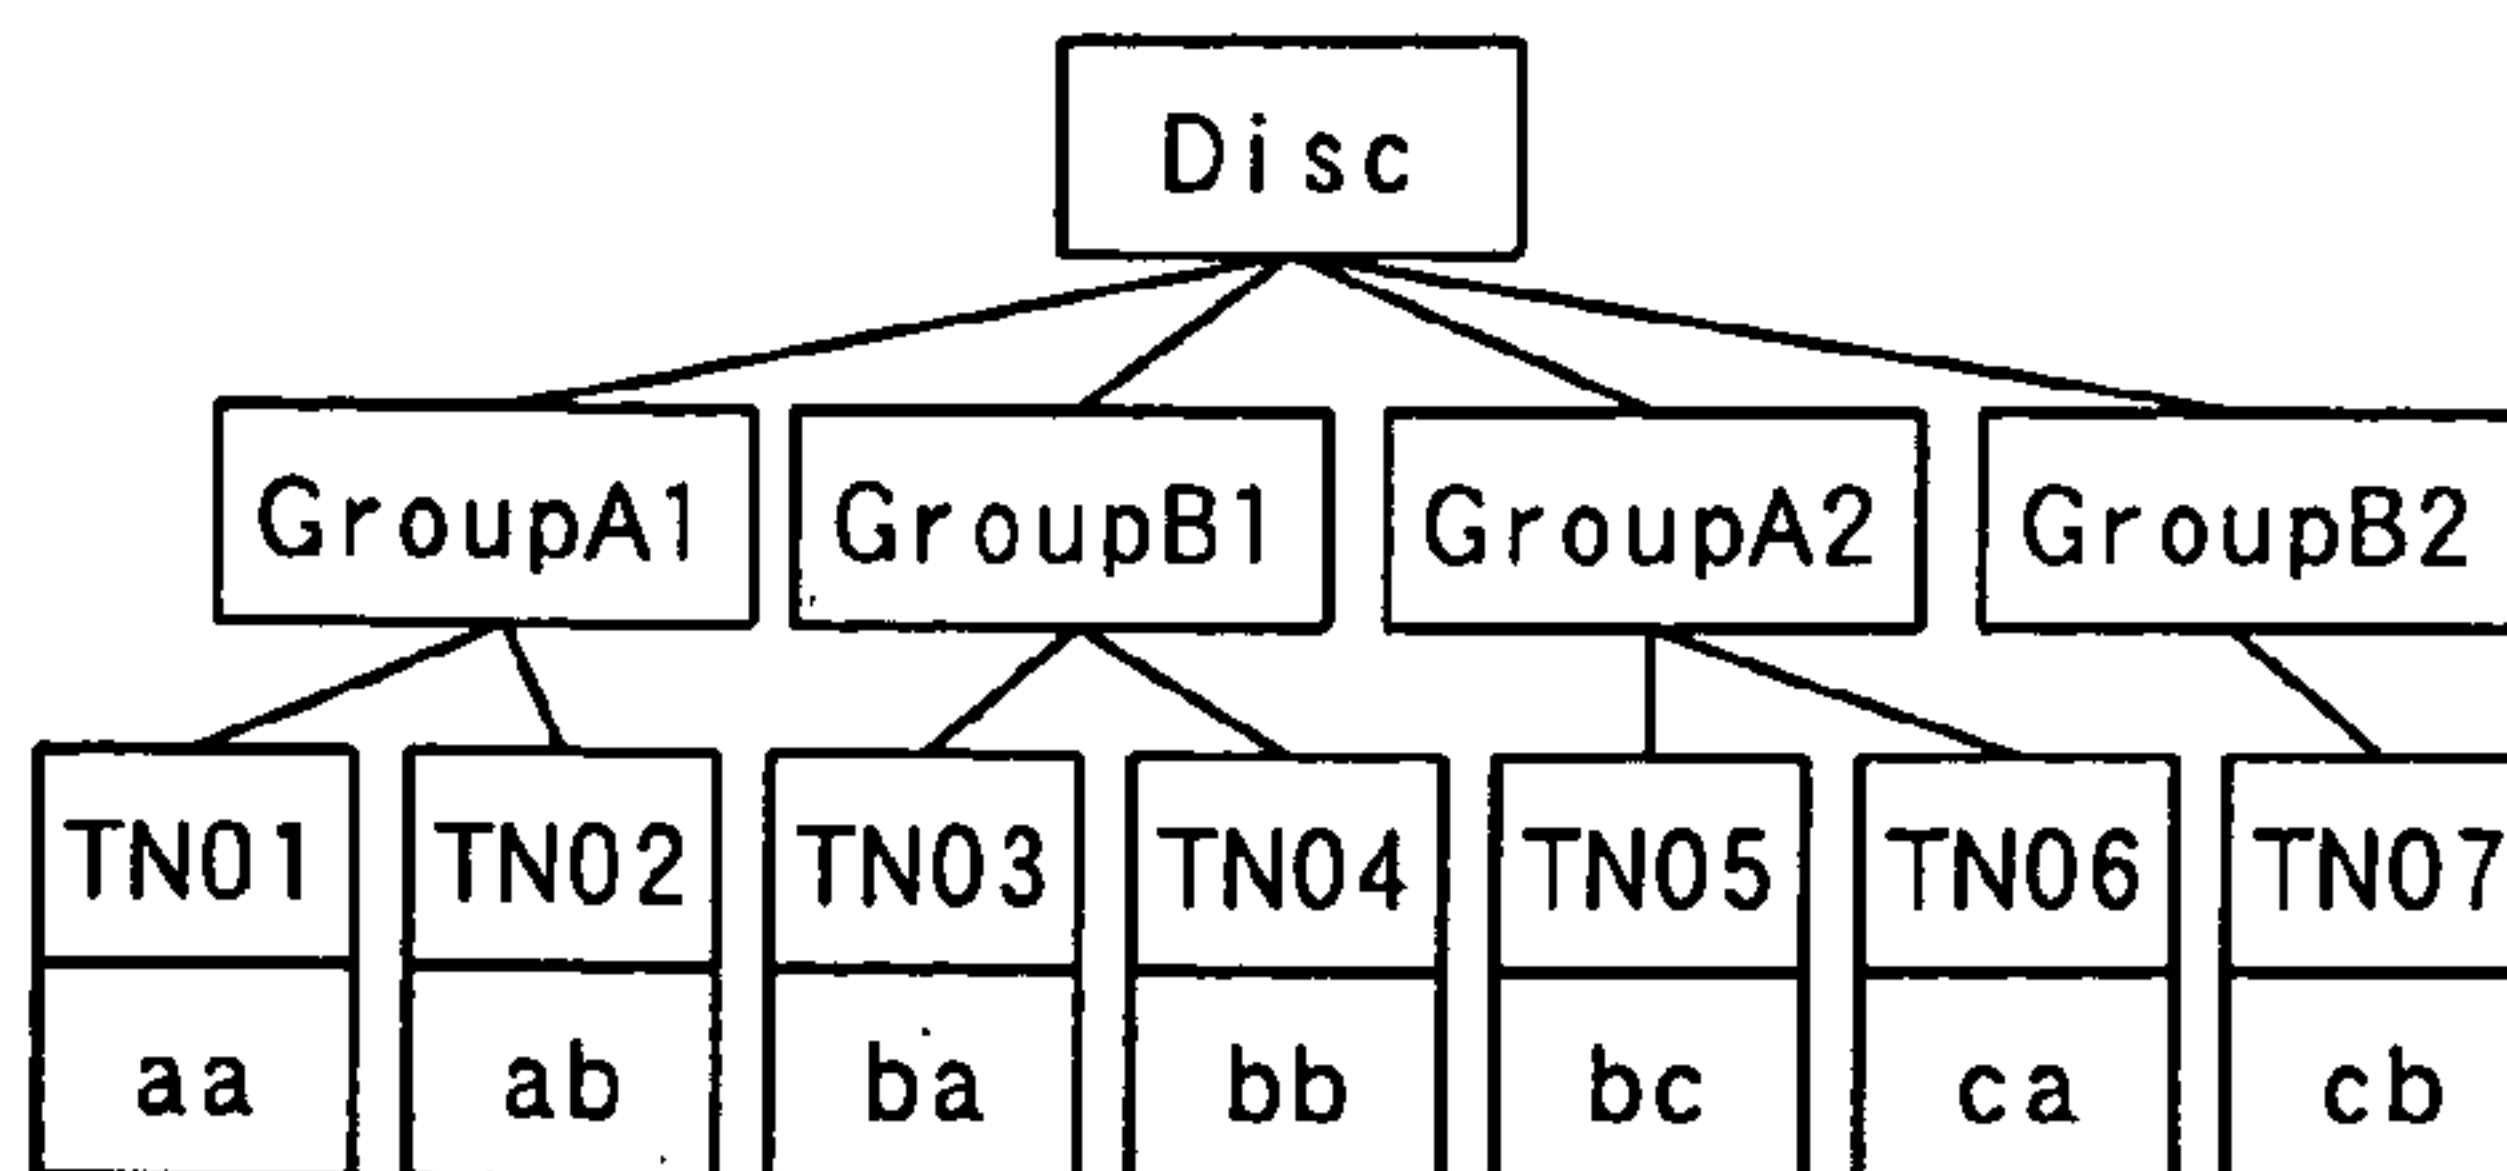 Disc
GroupA1 GroupB1 GroupA2 GroupB2
TN01 TN02 TN03 TN04 TN05 TN06 TN07
aa ab ba bb bc ca cb